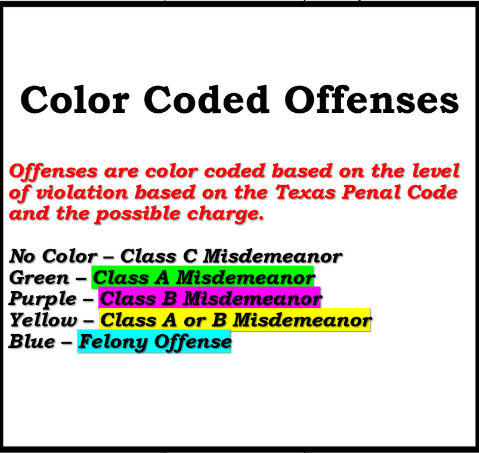 Color Coded Offenses
Offenses are color coded based on the level
of violation based on the Texas Penal Code
and the possible charge.
No Color – Class C Misdemeanor
Green – Class A Misdemeanor
Purple – Class B Misdemeanor
Yellow – Class A or B Misdemeanor
Blue – Felony Offense